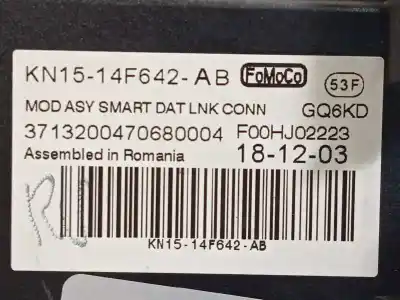 KN15-14F642-AB FoMoCo 53F
MOD ASY SMART DAT LNK CONN GQ6KD
3713200470680004 F00HJ02223
Assembled in Romania 18-12-03
KN15-14F642-AB